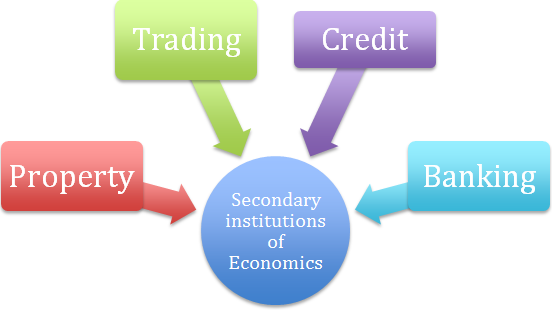 Trading
Credit
Property
Banking
Secondary
institutions
of
Economics